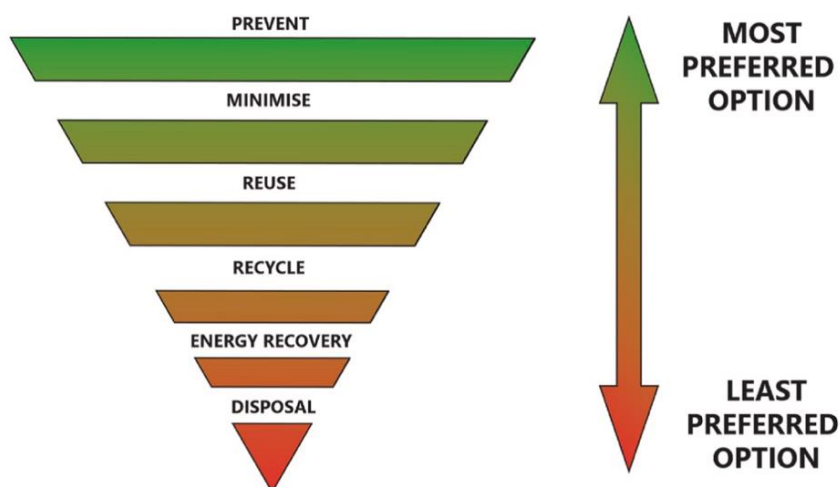 PREVENT
MINIMISE
REUSE
RECYCLE
ENERGY RECOVERY
DISPOSAL
MOST
PREFERRED
OPTION
LEAST
PREFERRED
OPTION